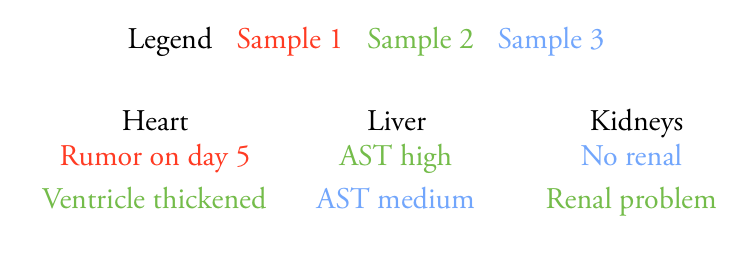 Legend Sample 1 Sample 2 Sample 3
Heart Liver Kidneys
Rumor on day 5 AST high No renal
Ventricle thickened AST medium Renal problem